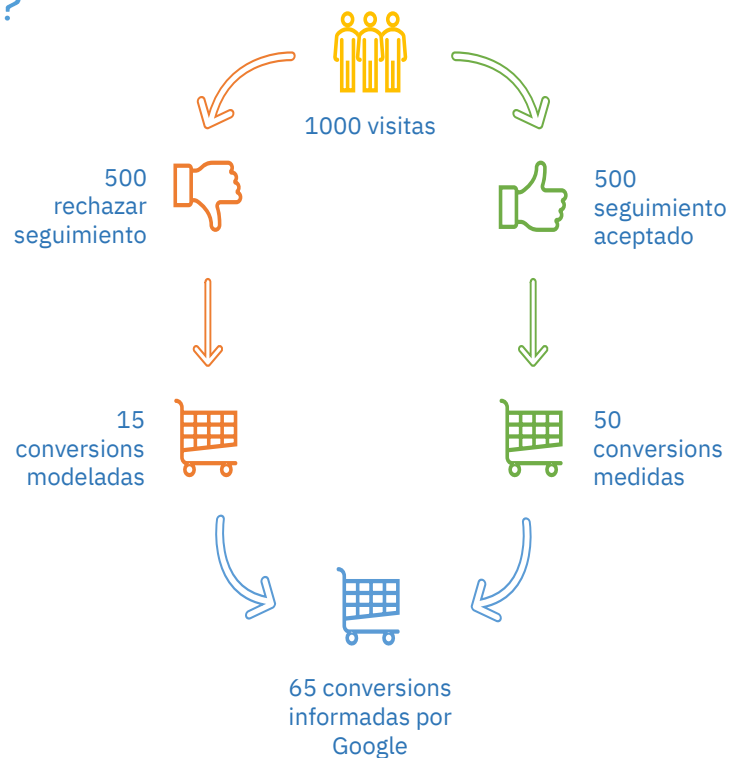 ?
1000 visitas
500
rechazar
seguimiento
500
seguimiento
aceptado
15
conversions
modeladas
50
conversions
medidas
65 conversions
informadas por
Google